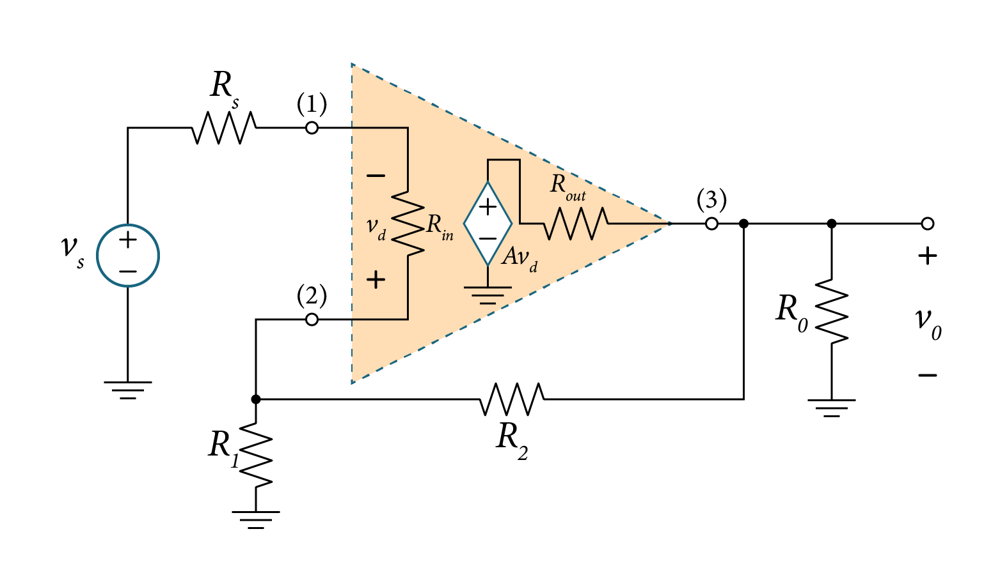 R_s
(1)
(3)
R_out
−
+
−
v_d
R_in
+
−
v_s
+
−
Av_d
+
+
(2)
R_0
v_0
−
R_2
R_1